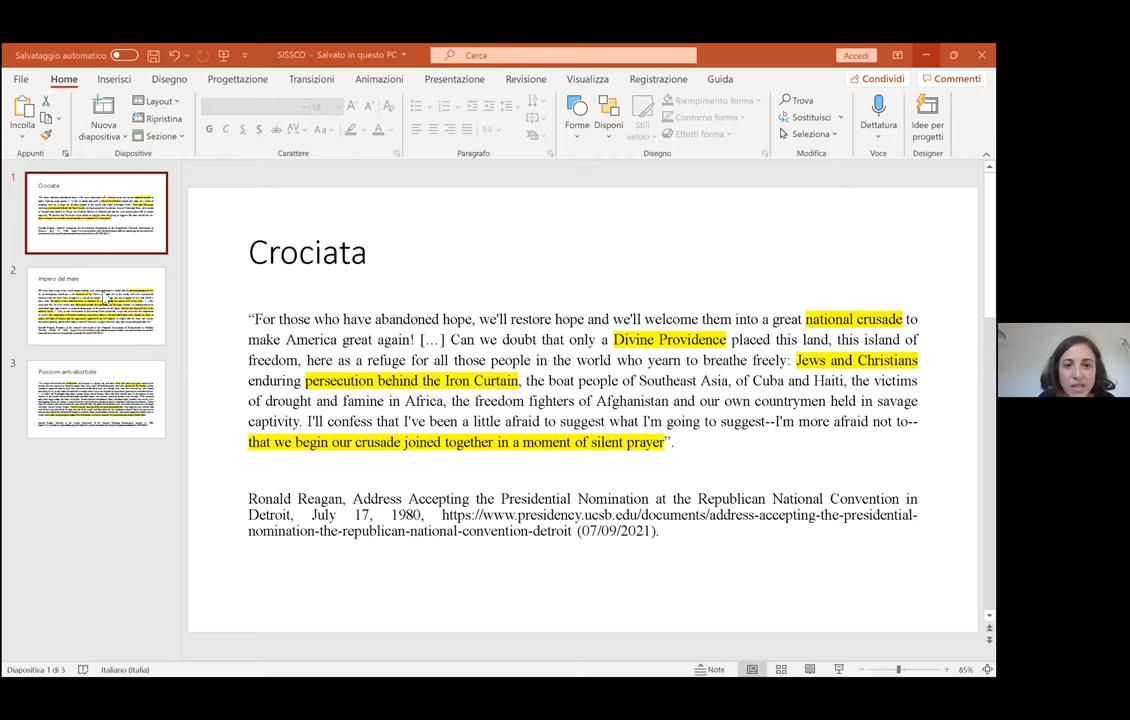 Salvataggio automatico
SISSCO - Salvato in questo PC
Cerca
Accedi
File Home Inserisci Disegno Progettazione Transizioni Animazioni Presentazione Revisione Visualizza Registrazione Guida
Condividi Commenti
Incolla
Nuova
diapositiva
Layout
Ripristina
Sezione
18
G C S S ab AV Aa A
Forme Disponi
Stili
veloci
Riempimento forma
Contorno forma
Effetti forma
Trova
Sostituisci
Seleziona
Dettatura
Idee per
progetti
Appunti Diapositive Carattere Paragrafo Disegno Modifica Voce Designer
1
Crociata
2
Impero del male
3
Posizioni anti-abortiste
Crociata
“For those who have abandoned hope, we'll restore hope and we'll welcome them into a great national crusade to
make America great again! […] Can we doubt that only a Divine Providence placed this land, this island of
freedom, here as a refuge for all those people in the world who yearn to breathe freely: Jews and Christians
enduring persecution behind the Iron Curtain, the boat people of Southeast Asia, of Cuba and Haiti, the victims
of drought and famine in Africa, the freedom fighters of Afghanistan and our own countrymen held in savage
captivity. I'll confess that I've been a little afraid to suggest what I'm going to suggest--I'm more afraid not to--
that we begin our crusade joined together in a moment of silent prayer”.
Ronald Reagan, Address Accepting the Presidential Nomination at the Republican National Convention in
Detroit, July 17, 1980, https://www.presidency.ucsb.edu/documents/address-accepting-the-presidential-
nomination-the-republican-national-convention-detroit (07/09/2021).
Diapositiva 1 di 3 Italiano (Italia) Note 85%